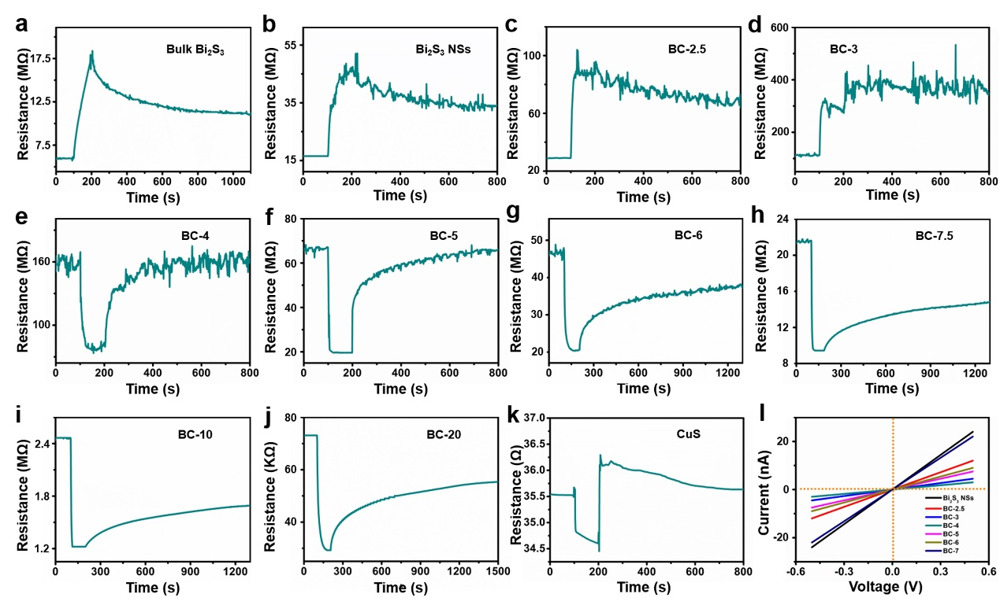 a
Bulk Bi₂S₃
Resistance (MΩ)
17.5
12.5
7.5
0 200 400 600 800 1000
Time (s)
b
Bi₂S₃ NSs
Resistance (MΩ)
55
35
15
0 200 400 600 800
Time (s)
c
BC-2.5
Resistance (MΩ)
100
60
20
0 200 400 600 800
Time (s)
d
BC-3
Resistance (MΩ)
600
400
200
0 200 400 600 800
Time (s)
e
BC-4
Resistance (MΩ)
160
100
0 200 400 600 800
Time (s)
f
BC-5
Resistance (MΩ)
80
60
40
20
0 200 400 600 800
Time (s)
g
BC-6
Resistance (MΩ)
50
40
30
20
0 300 600 900 1200
Time (s)
h
BC-7.5
Resistance (MΩ)
24
20
16
12
8
0 300 600 900 1200
Time (s)
i
BC-10
Resistance (MΩ)
2.4
1.8
1.2
0 300 600 900 1200
Time (s)
j
BC-20
Resistance (KΩ)
80
60
40
0 300 600 900 1200 1500
Time (s)
k
CuS
Resistance (Ω)
37.0
36.5
36.0
35.5
35.0
34.5
0 200 400 600 800
Time (s)
l
Current (nA)
20
0
-20
Bi₂S₃ NSs
BC-2.5
BC-3
BC-4
BC-5
BC-6
BC-7
-0.6 -0.3 0.0 0.3 0.6
Voltage (V)